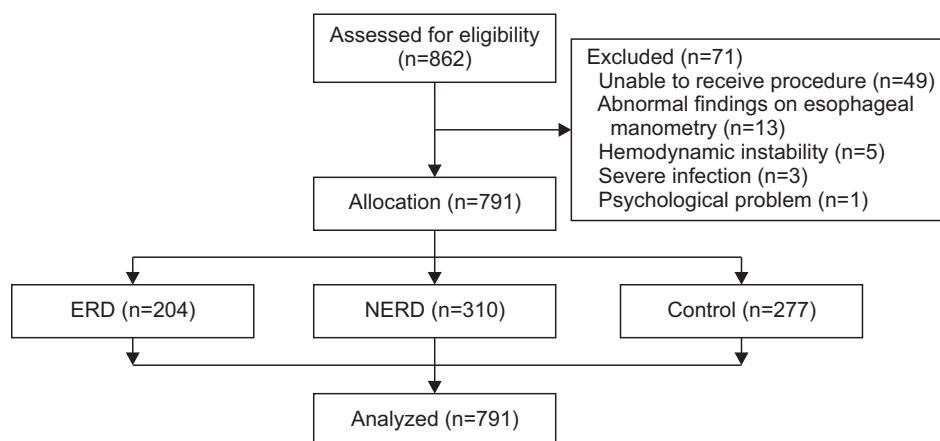 Assessed for eligibility
(n=862)
Excluded (n=71)
Unable to receive procedure (n=49)
Abnormal findings on esophageal
manometry (n=13)
Hemodynamic instability (n=5)
Severe infection (n=3)
Psychological problem (n=1)
Allocation (n=791)
ERD (n=204)
NERD (n=310)
Control (n=277)
Analyzed (n=791)